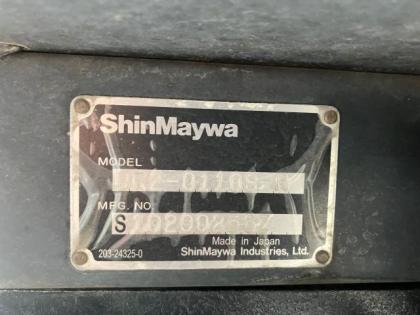 ShinMaywa
MODEL
MFG. NO.
S
Made in Japan
203-24325-0
ShinMaywa Industries, Ltd.